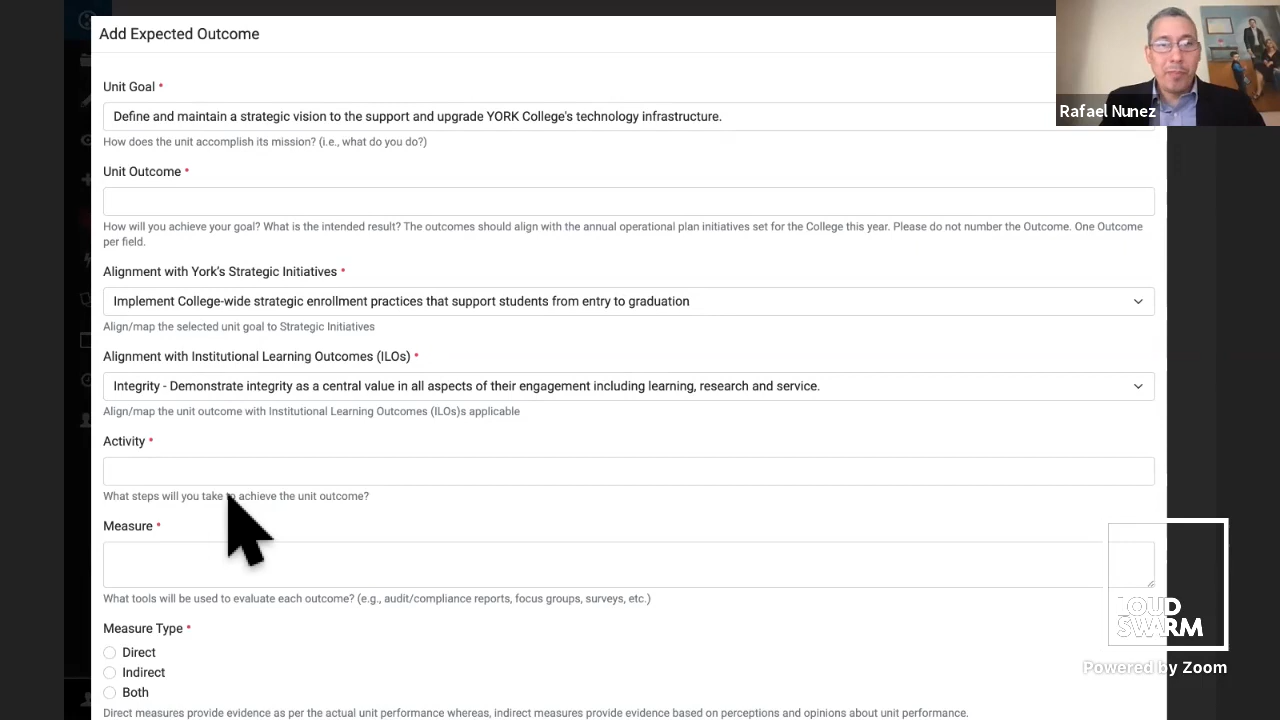 Add Expected Outcome
Rafael Nunez
Unit Goal *
Define and maintain a strategic vision to the support and upgrade YORK College's technology infrastructure.
How does the unit accomplish its mission? (i.e., what do you do?)
Unit Outcome *
How will you achieve your goal? What is the intended result? The outcomes should align with the annual operational plan initiatives set for the College this year. Please do not number the Outcome. One Outcome
per field.
Alignment with York's Strategic Initiatives *
Implement College-wide strategic enrollment practices that support students from entry to graduation
Align/map the selected unit goal to Strategic Initiatives
Alignment with Institutional Learning Outcomes (ILOs) *
Integrity - Demonstrate integrity as a central value in all aspects of their engagement including learning, research and service.
Align/map the unit outcome with Institutional Learning Outcomes (ILOs)s applicable
Activity *
What steps will you take to achieve the unit outcome?
Measure *
What tools will be used to evaluate each outcome? (e.g., audit/compliance reports, focus groups, surveys, etc.)
Measure Type *
Direct
Indirect
Both
Direct measures provide evidence as per the actual unit performance whereas, indirect measures provide evidence based on perceptions and opinions about unit performance.
LOUD
SWARM
Powered by Zoom